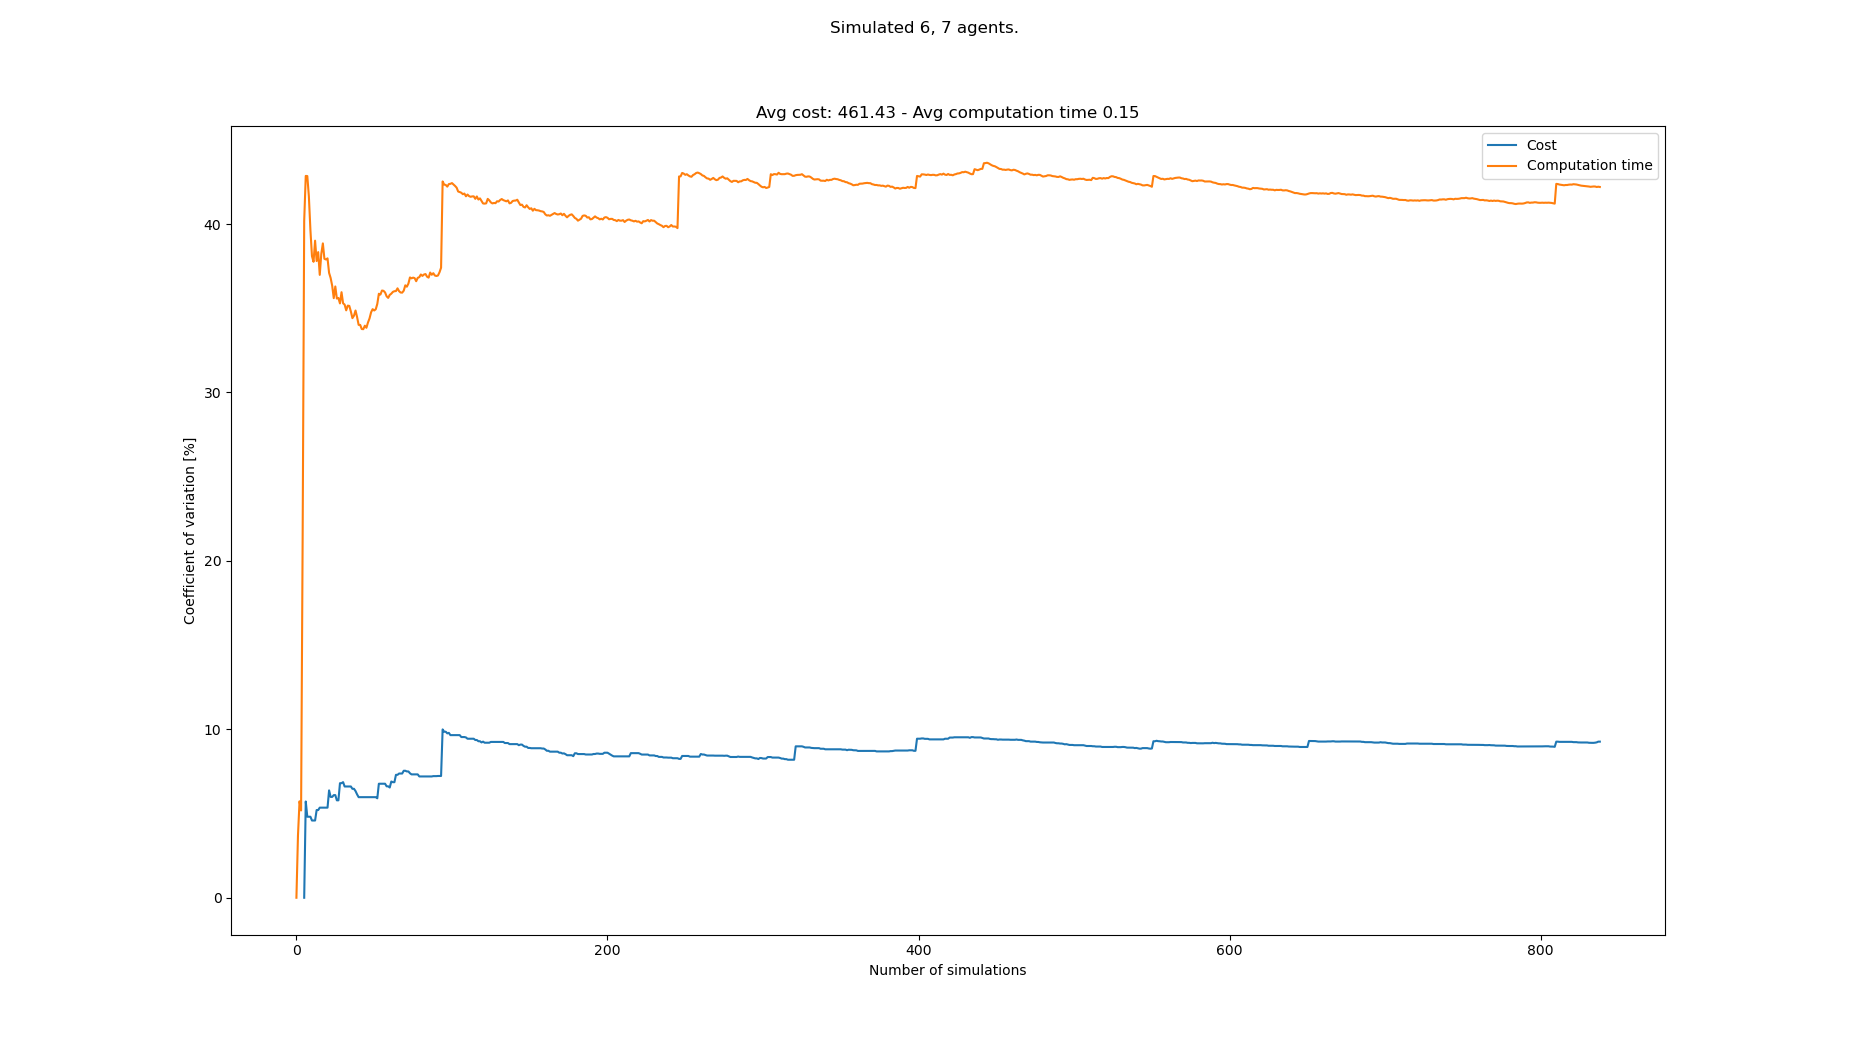 Simulated 6, 7 agents.
Avg cost: 461.43 - Avg computation time 0.15
Cost
Computation time
40
30
20
10
0
Coefficient of variation [%]
0 200 400 600 800
Number of simulations